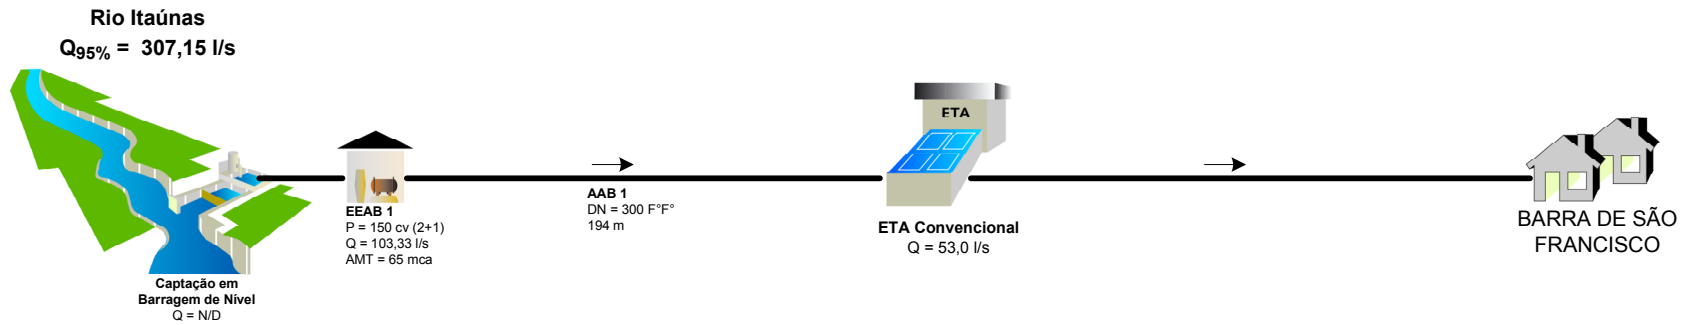 Rio Itaúnas
Q95% = 307,15 l/s
ETA
EEAB 1
P = 150 cv (2+1)
Q = 103,33 l/s
AMT = 65 mca
AAB 1
DN = 300 F°F°
194 m
ETA Convencional
Q = 53,0 l/s
BARRA DE SÃO
FRANCISCO
Captação em
Barragem de Nível
Q = N/D